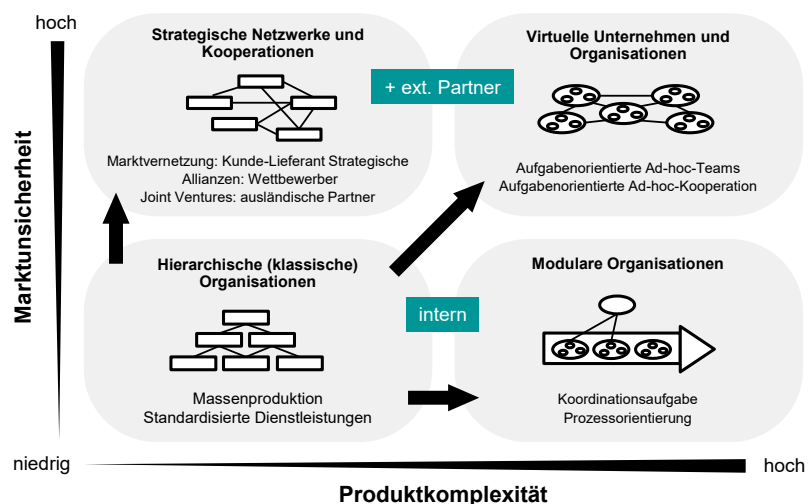 hoch
Strategische Netzwerke und
Kooperationen
Marktvernetzung: Kunde-Lieferant Strategische
Allianzen: Wettbewerber
Joint Ventures: ausländische Partner
+ ext. Partner
Virtuelle Unternehmen und
Organisationen
Aufgabenorientierte Ad-hoc-Teams
Aufgabenorientierte Ad-hoc-Kooperation
Marktunsicherheit
Hierarchische (klassische)
Organisationen
Massenproduktion
Standardisierte Dienstleistungen
intern
Modulare Organisationen
Koordinationsaufgabe
Prozessorientierung
niedrig
hoch
Produktkomplexität